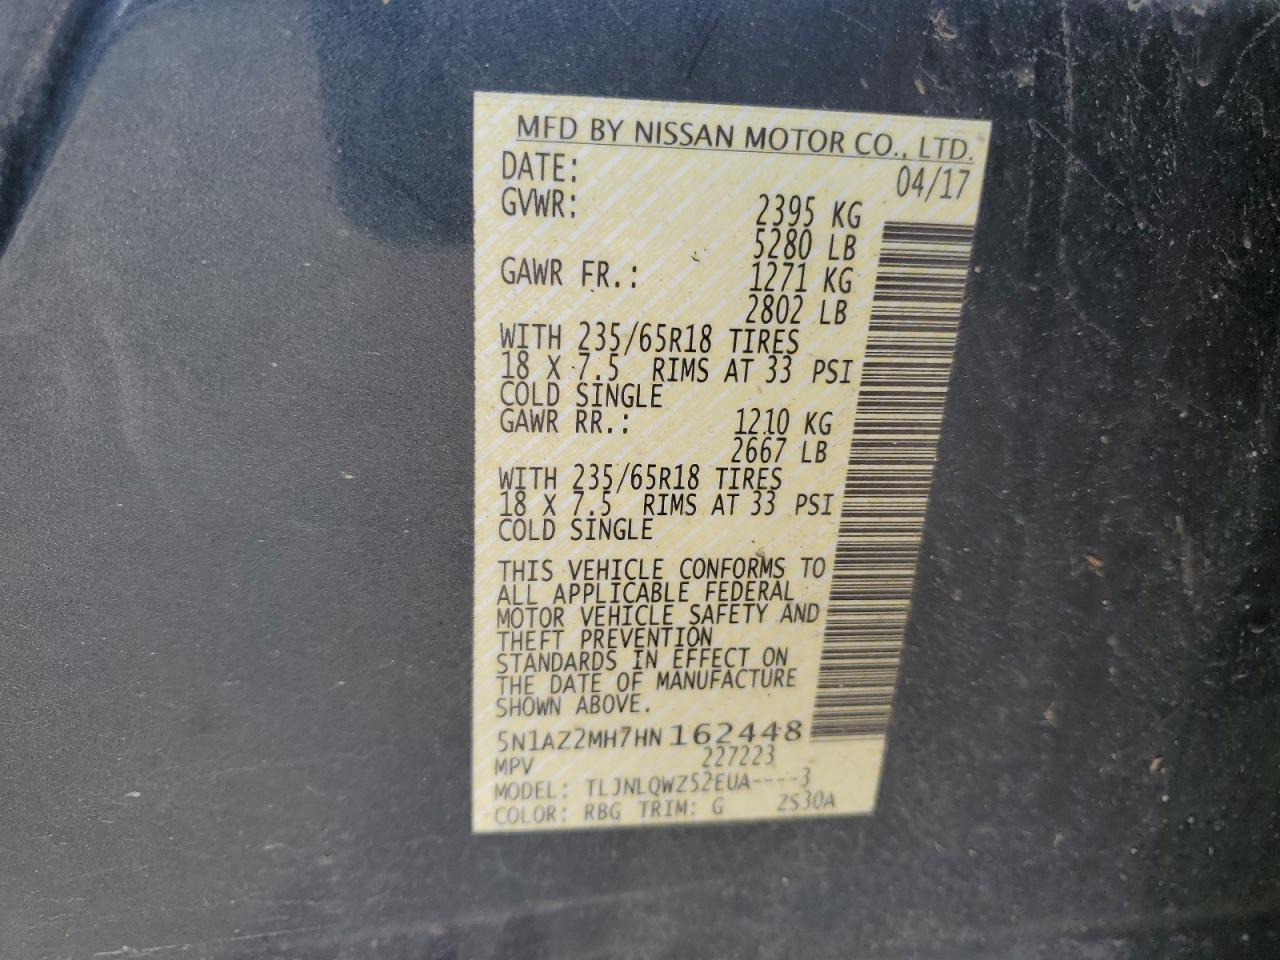 MFD BY NISSAN MOTOR CO., LTD.
DATE: 04/17
GVWR: 2395 KG
5280 LB
GAWR FR.: 1271 KG
2802 LB
WITH 235/65R18 TIRES
18 X 7.5 RIMS AT 33 PSI
COLD SINGLE
GAWR RR.: 1210 KG
2667 LB
WITH 235/65R18 TIRES
18 X 7.5 RIMS AT 33 PSI
COLD SINGLE
THIS VEHICLE CONFORMS TO
ALL APPLICABLE FEDERAL
MOTOR VEHICLE SAFETY AND
THEFT PREVENTION
STANDARDS IN EFFECT ON
THE DATE OF MANUFACTURE
SHOWN ABOVE.
5N1AZ2MH7HN162448
MPV 227223
MODEL: TLJNLQWZ52EUA----3
COLOR: RBG TRIM: G ZS30A